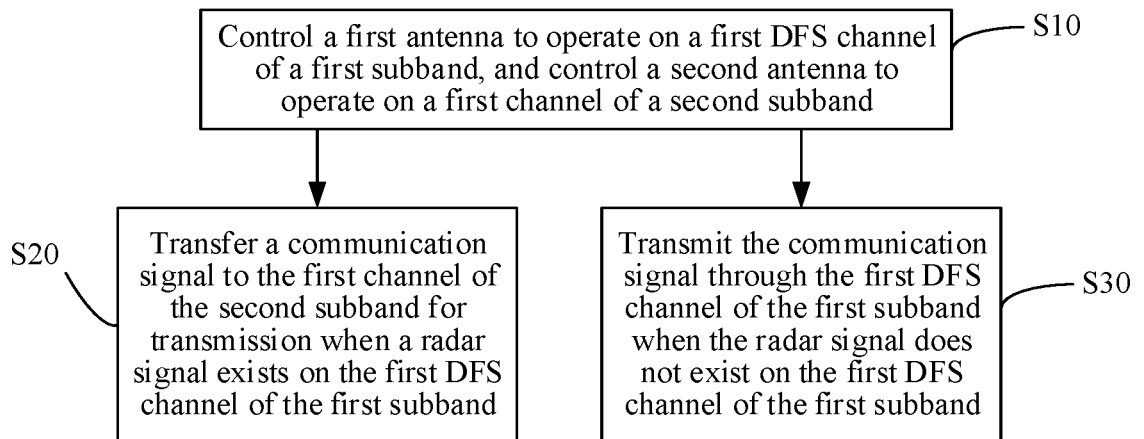 Control a first antenna to operate on a first DFS channel
of a first subband, and control a second antenna to
operate on a first channel of a second subband
S10
S20
Transfer a communication
signal to the first channel of
the second subband for
transmission when a radar
signal exists on the first DFS
channel of the first subband
Transmit the communication
signal through the first DFS
channel of the first subband
when the radar signal does
not exist on the first DFS
channel of the first subband
S30